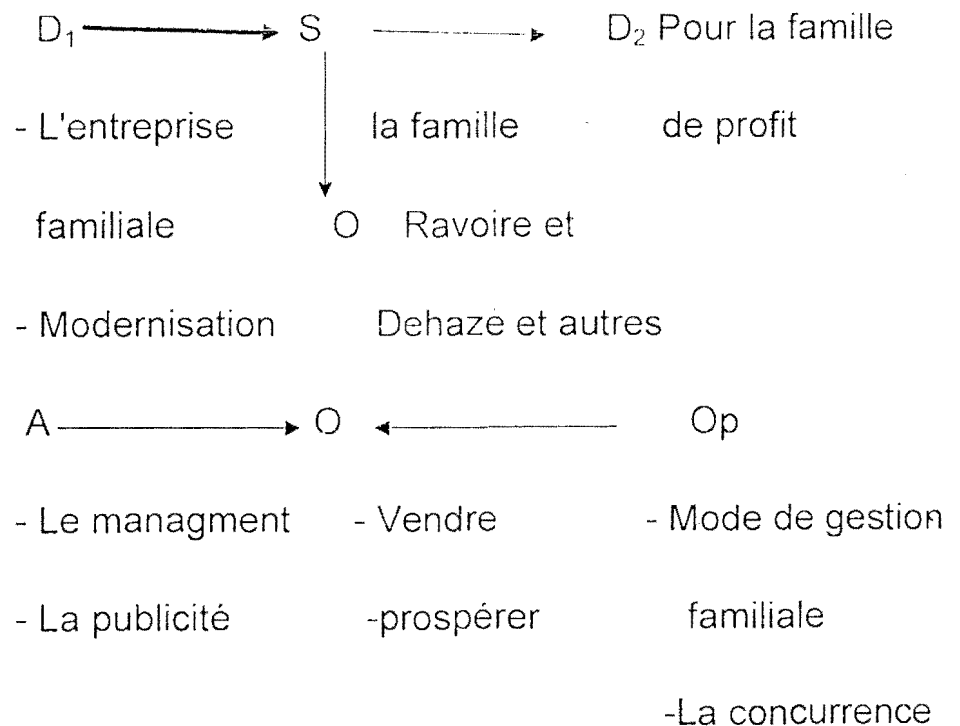 D₁ S D₂ Pour la famille
- L'entreprise la famille de profit
familiale O Ravoire et
- Modernisation Dehaze et autres
A O Op
- Le managment - Vendre - Mode de gestion
- La publicité -prospérer familiale
-La concurrence